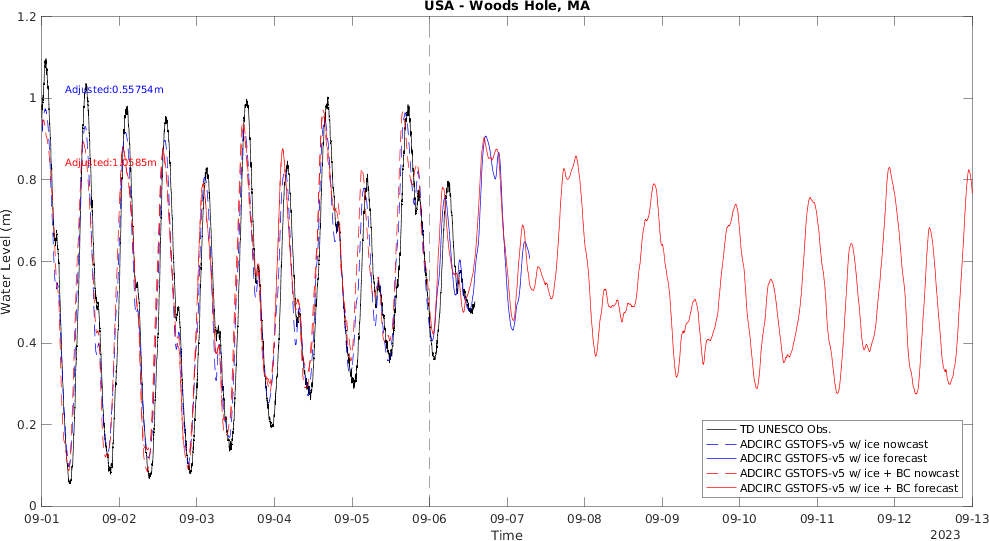 USA - Woods Hole, MA
1.2
1
0.8
0.6
0.4
0.2
0
Water Level (m)
Adjusted:0.55754m
Adjusted:1.0585m
TD UNESCO Obs.
ADCIRC GSTOFS-v5 w/ ice nowcast
ADCIRC GSTOFS-v5 w/ ice forecast
ADCIRC GSTOFS-v5 w/ ice + BC nowcast
ADCIRC GSTOFS-v5 w/ ice + BC forecast
09-01 09-02 09-03 09-04 09-05 09-06 09-07 09-08 09-09 09-10 09-11 09-12 09-13
Time
2023